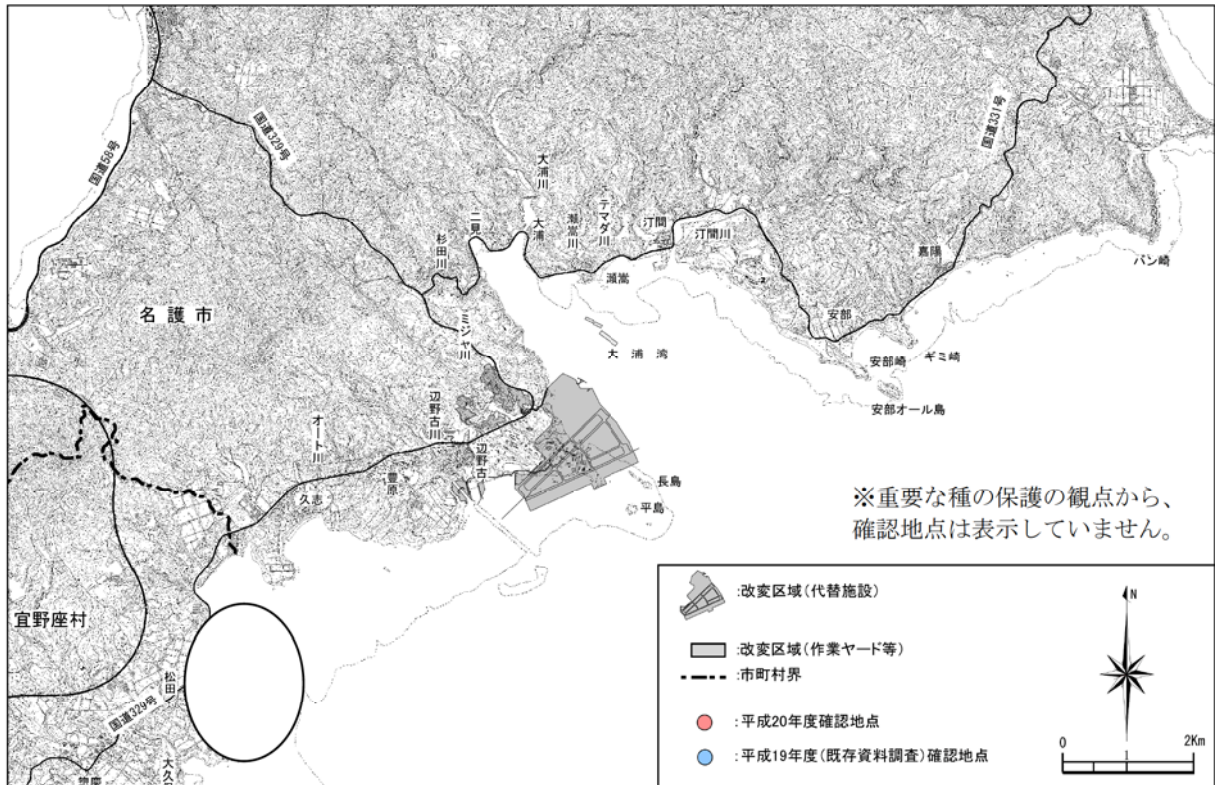 国道58号
国道329号
国道331号
大浦川
二見
大浦
瀬嵩川
テマダ川
汀間
汀間川
杉田川
瀬嵩
嘉陽
バン崎
名護市
ミジャ川
大浦湾
安部
安部崎
ギミ崎
安部オール島
辺野古川
オート川
辺野古
豊原
久志
長島
平島
※重要な種の保護の観点から、
確認地点は表示していません。
宜野座村
松田
国道329号
:改変区域(代替施設)
:改変区域(作業ヤード等)
:市町村界
:平成20年度確認地点
:平成19年度(既存資料調査)確認地点
N
0 1 2Km